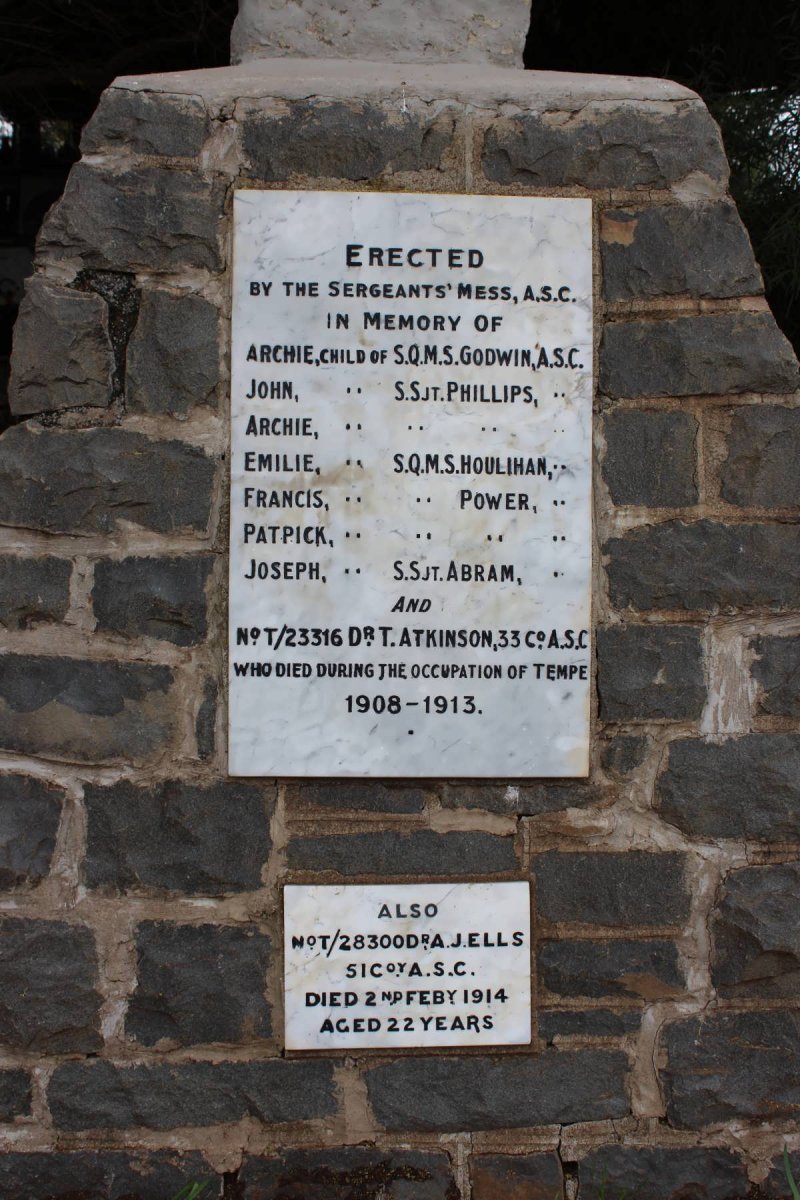 ERECTED
BY THE SERGEANTS' MESS, A.S.C.
IN MEMORY OF
ARCHIE, CHILD OF S.Q.M.S. GODWIN, A.S.C.
JOHN, ·· S.SJT. PHILLIPS, ··
ARCHIE, ·· ·· ·· ··
EMILIE, ·· S.Q.M.S. HOULIHAN, ··
FRANCIS, ·· ·· POWER, ··
PATPICK, ·· ·· ·· ··
JOSEPH, ·· S.SJT. ABRAM, ··
AND
No. T/23316 DR. T. ATKINSON, 33 Co. A.S.C
WHO DIED DURING THE OCCUPATION OF TEMPE
1908-1913.
ALSO
No T/28300 DR. A.J. ELLS
51 COY A.S.C.
DIED 2ND FEBY 1914
AGED 22 YEARS